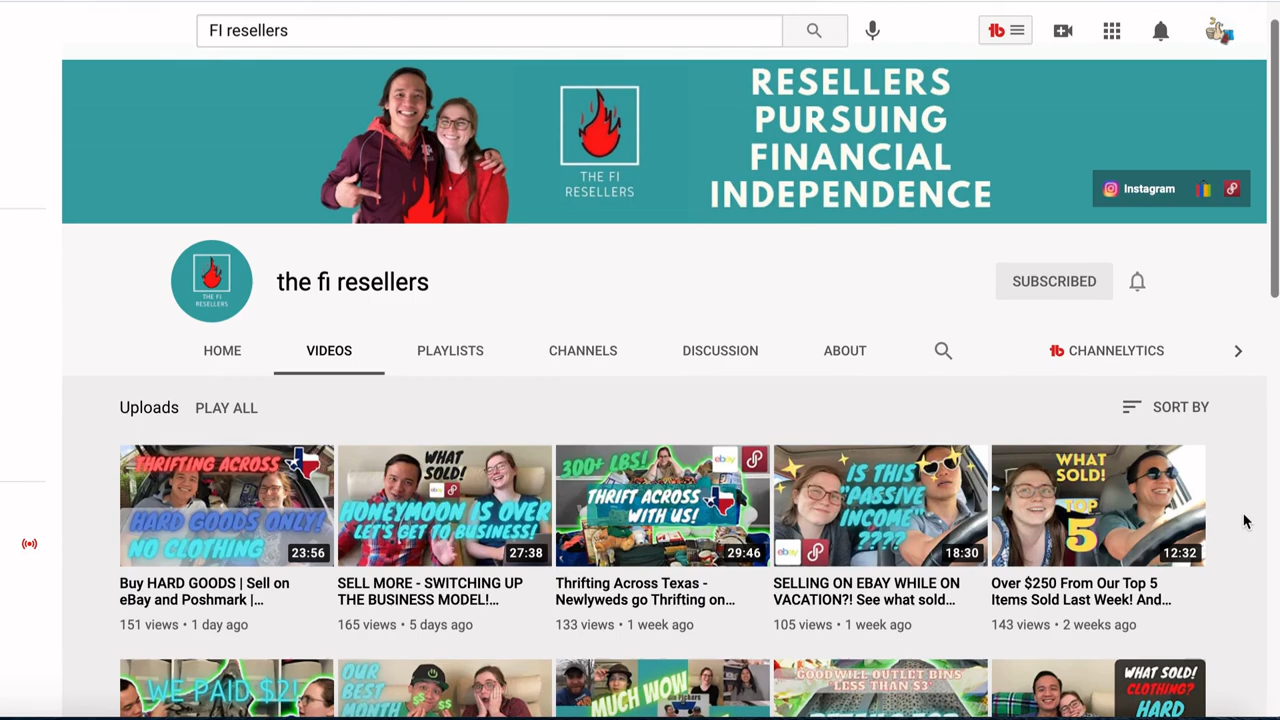 FI resellers
RESELLERS
PURSUING
FINANCIAL
INDEPENDENCE
THE FI
RESELLERS
Instagram
THE FI
RESELLERS
the fi resellers
SUBSCRIBED
HOME VIDEOS PLAYLISTS CHANNELS DISCUSSION ABOUT tb CHANNELYTICS
Uploads PLAY ALL SORT BY
THRIFTING ACROSS
HARD GOODS ONLY!
NO CLOTHING
23:56
WHAT
SOLD!
HONEYMOON IS OVER
LET'S GET TO BUSINESS!
27:38
300+ LBS!
ebay
THRIFT ACROSS
WITH US!
29:46
IS THIS
"PASSIVE
INCOME"
????
ebay
18:30
WHAT
SOLD!
TOP
5
12:32
Buy HARD GOODS | Sell on
eBay and Poshmark |...
151 views • 1 day ago
SELL MORE - SWITCHING UP
THE BUSINESS MODEL!...
165 views • 5 days ago
Thrifting Across Texas -
Newlyweds go Thrifting on...
133 views • 1 week ago
SELLING ON EBAY WHILE ON
VACATION?! See what sold...
105 views • 1 week ago
Over $250 From Our Top 5
Items Sold Last Week! And...
143 views • 2 weeks ago
WE PAID $2!
OUR
BEST
MONTH
MUCH WOW
GOODWILL OUTLET BINS
"LESS THAN $3"
WHAT SOLD!
CLOTHING?
HARD